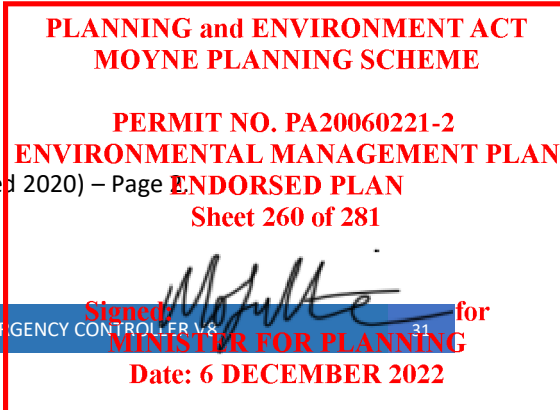 PLANNING and ENVIRONMENT ACT
MOYNE PLANNING SCHEME
PERMIT NO. PA20060221-2
ENVIRONMENTAL MANAGEMENT PLAN
d 2020) – Page 2.
ENDORSED PLAN
Sheet 260 of 281
Signed for
RGENCY CONTROLLER V8 31
MINISTER FOR PLANNING
Date: 6 DECEMBER 2022